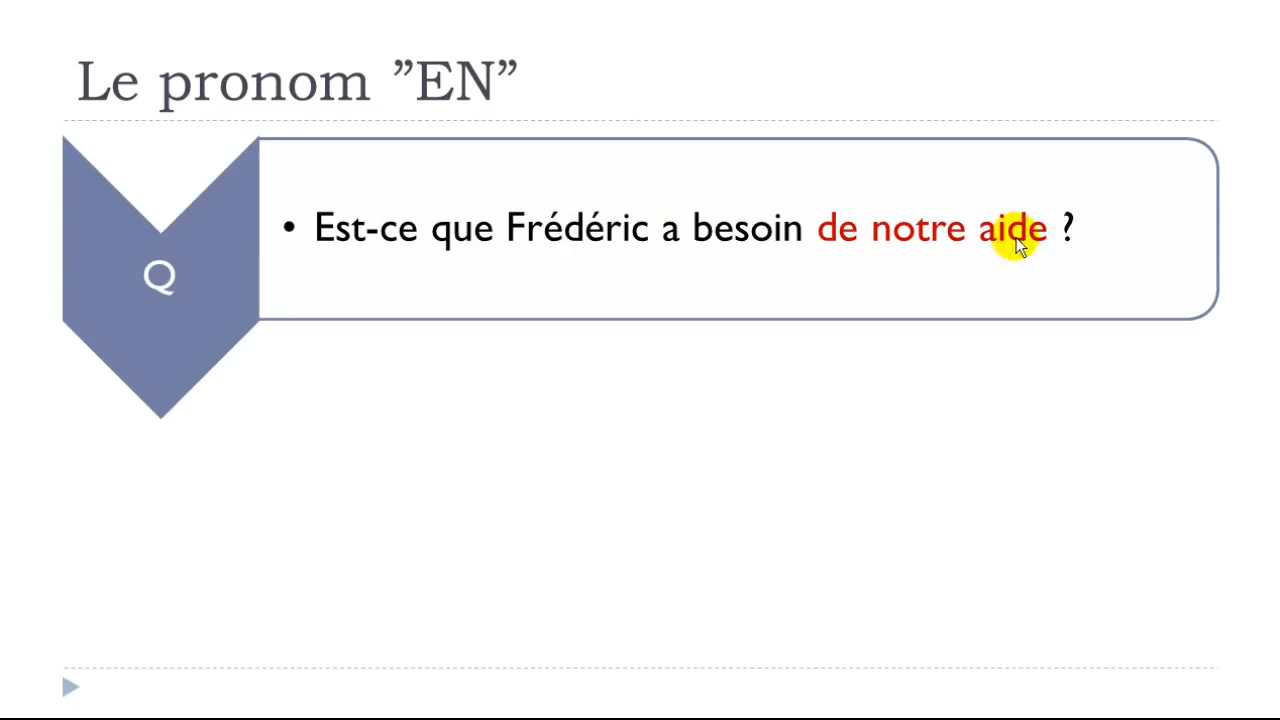 Le pronom ”EN”
Q
• Est-ce que Frédéric a besoin de notre aide ?